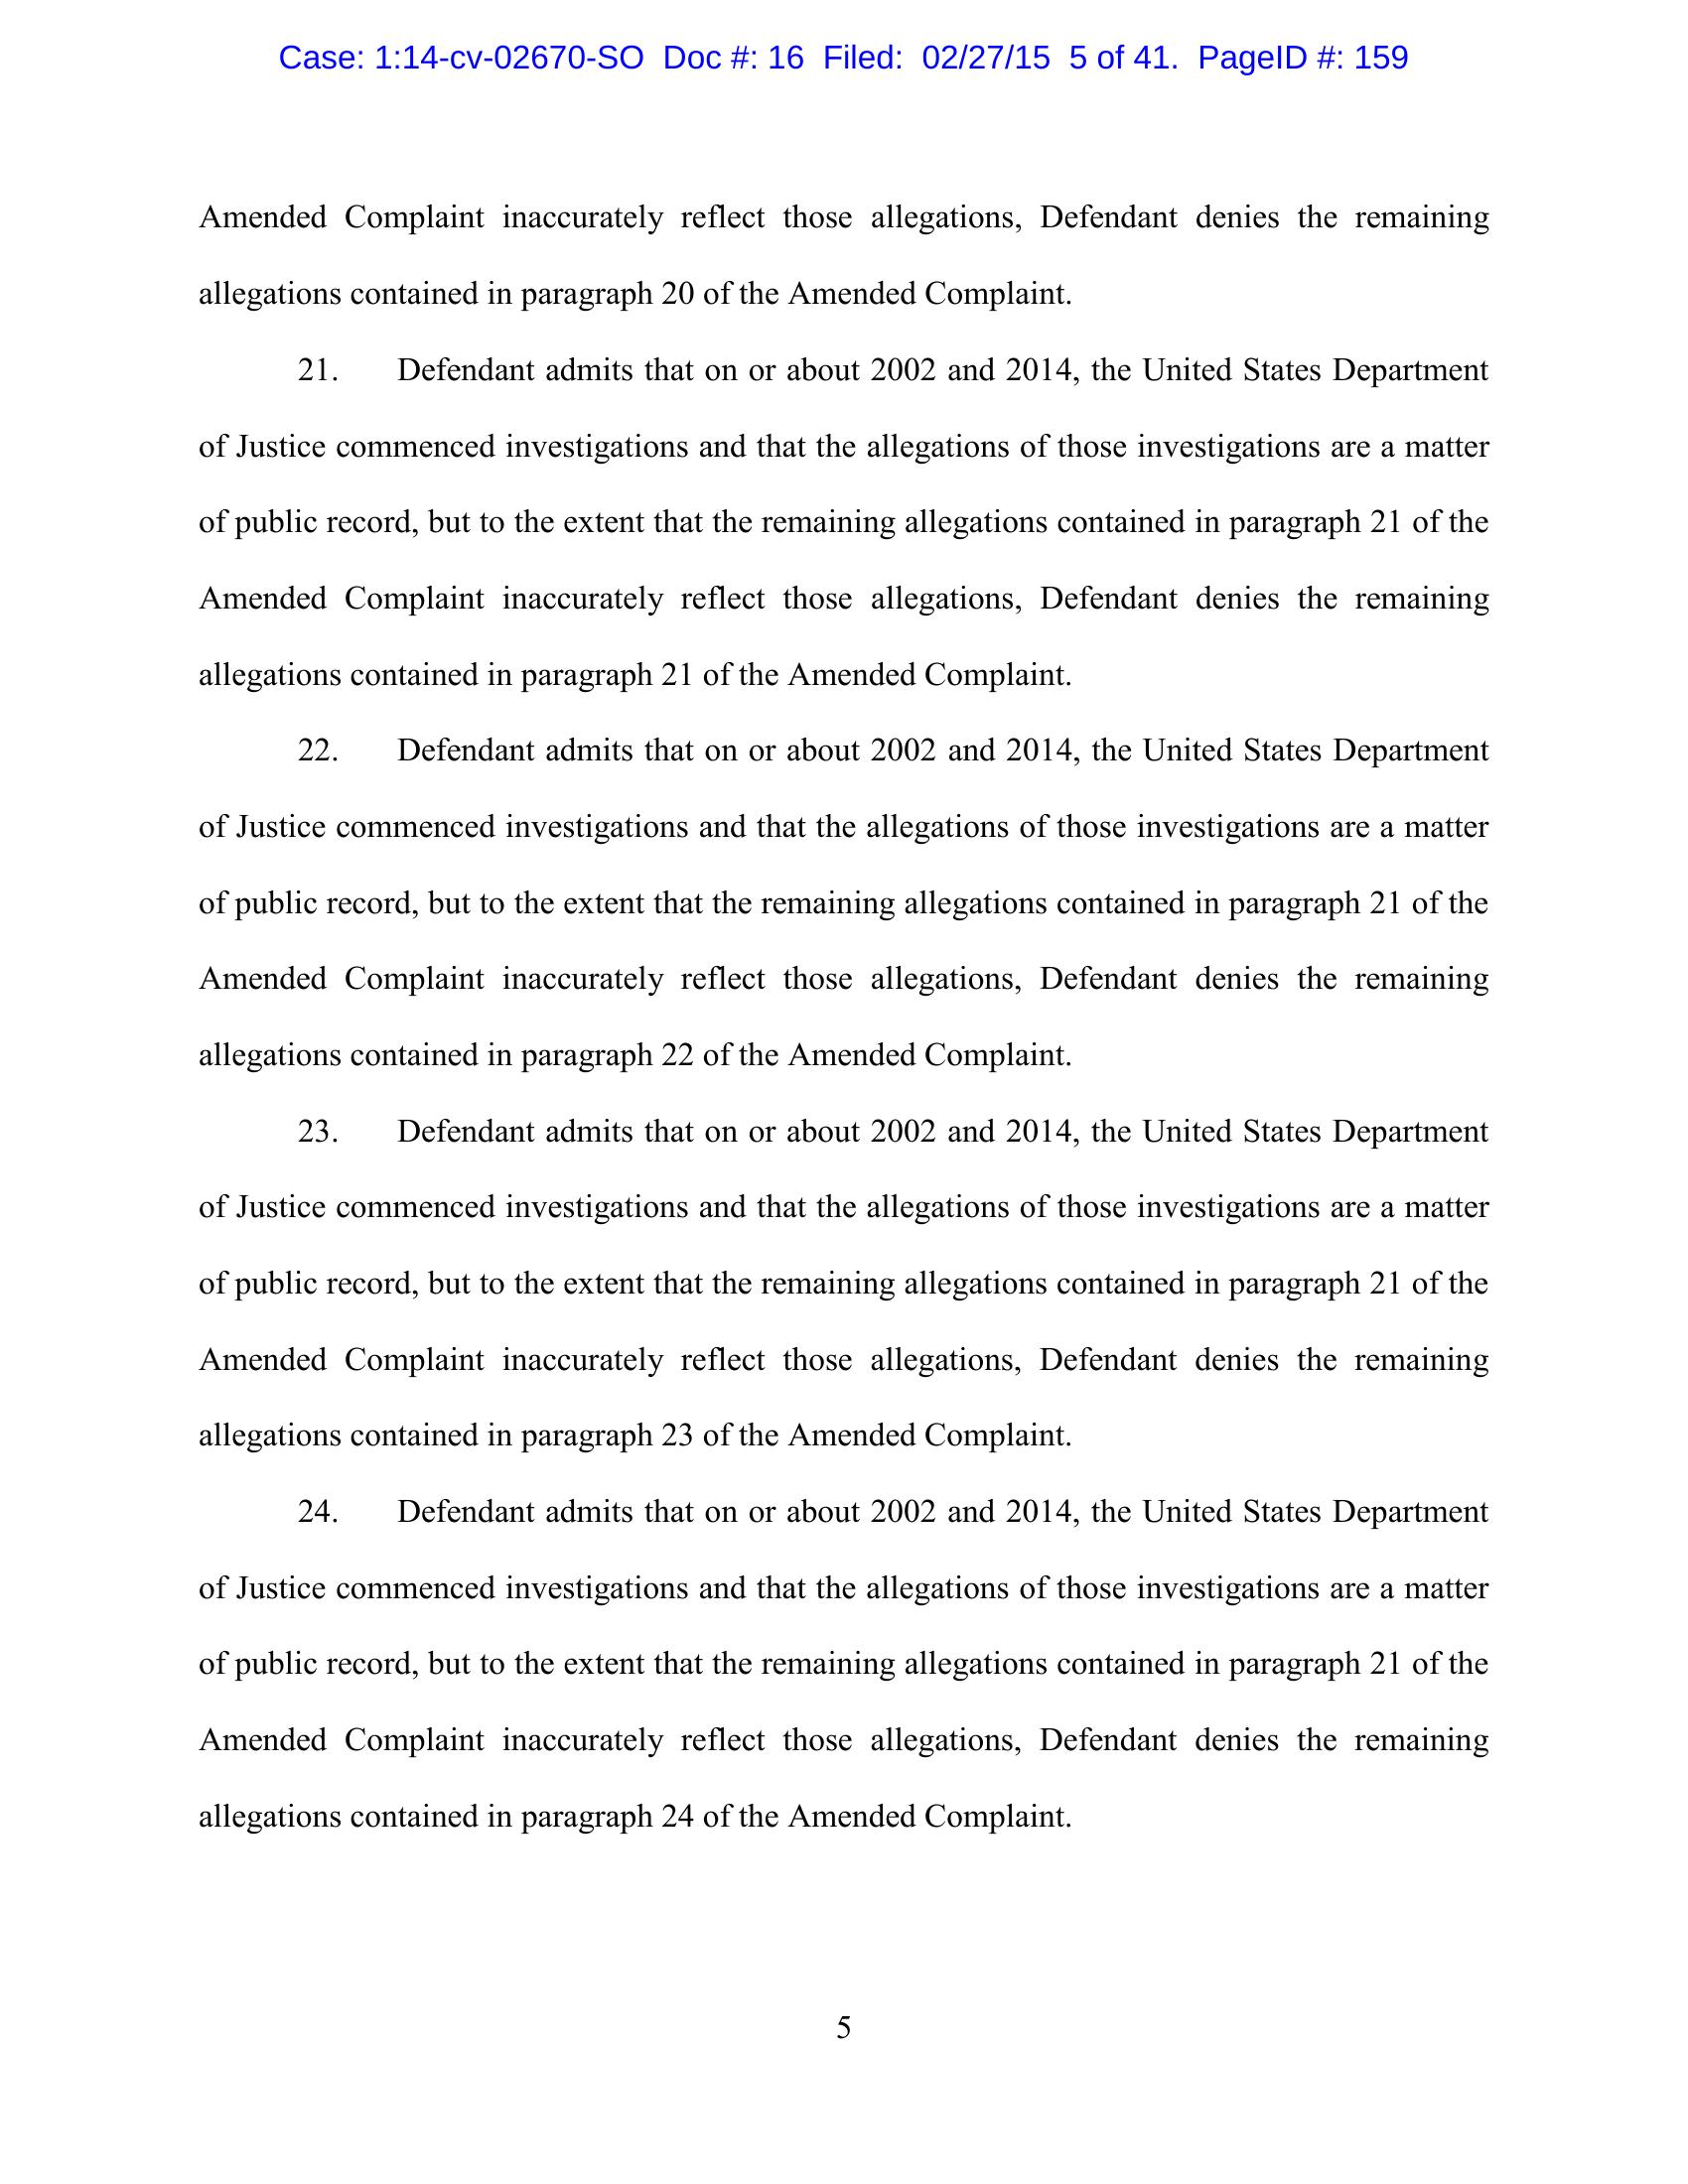 Case: 1:14-cv-02670-SO Doc #: 16 Filed: 02/27/15 5 of 41. PageID #: 159
Amended Complaint inaccurately reflect those allegations, Defendant denies the remaining
allegations contained in paragraph 20 of the Amended Complaint.
21. Defendant admits that on or about 2002 and 2014, the United States Department
of Justice commenced investigations and that the allegations of those investigations are a matter
of public record, but to the extent that the remaining allegations contained in paragraph 21 of the
Amended Complaint inaccurately reflect those allegations, Defendant denies the remaining
allegations contained in paragraph 21 of the Amended Complaint.
22. Defendant admits that on or about 2002 and 2014, the United States Department
of Justice commenced investigations and that the allegations of those investigations are a matter
of public record, but to the extent that the remaining allegations contained in paragraph 21 of the
Amended Complaint inaccurately reflect those allegations, Defendant denies the remaining
allegations contained in paragraph 22 of the Amended Complaint.
23. Defendant admits that on or about 2002 and 2014, the United States Department
of Justice commenced investigations and that the allegations of those investigations are a matter
of public record, but to the extent that the remaining allegations contained in paragraph 21 of the
Amended Complaint inaccurately reflect those allegations, Defendant denies the remaining
allegations contained in paragraph 23 of the Amended Complaint.
24. Defendant admits that on or about 2002 and 2014, the United States Department
of Justice commenced investigations and that the allegations of those investigations are a matter
of public record, but to the extent that the remaining allegations contained in paragraph 21 of the
Amended Complaint inaccurately reflect those allegations, Defendant denies the remaining
allegations contained in paragraph 24 of the Amended Complaint.
5